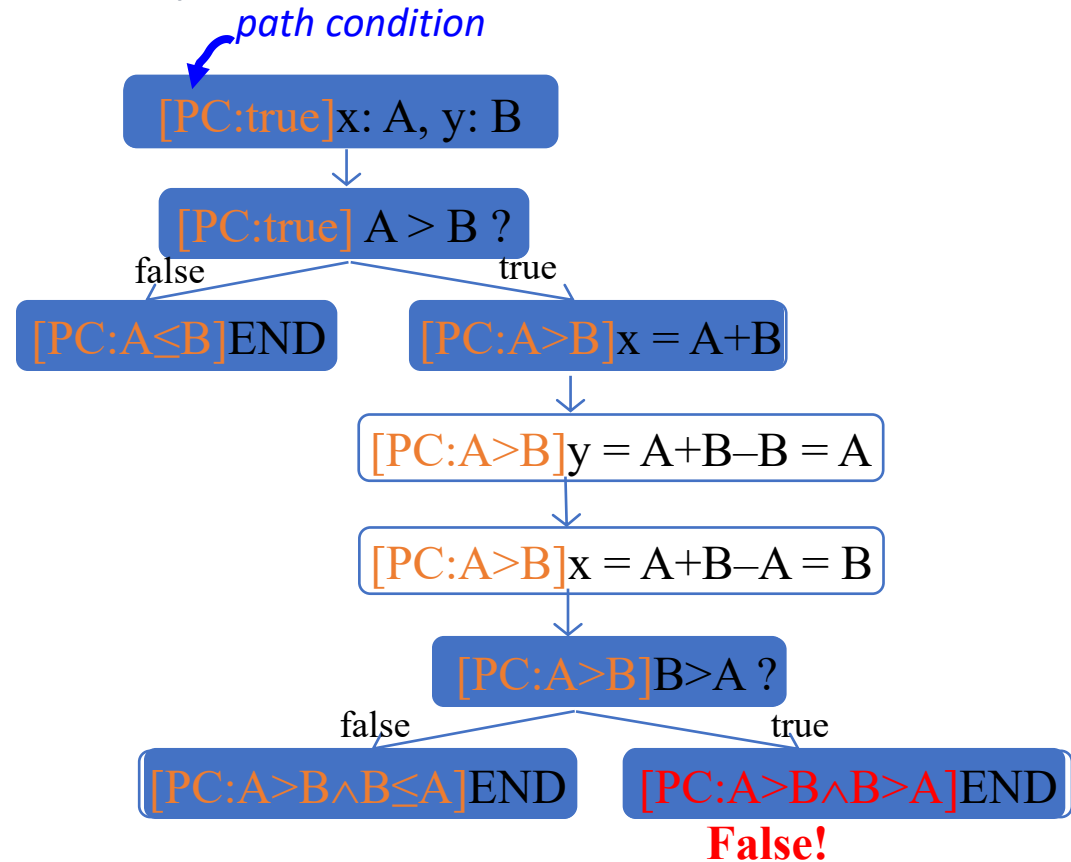 path condition
[PC:true]x: A, y: B
[PC:true] A > B ?
false
true
[PC:A≤B]END
[PC:A>B]x = A+B
[PC:A>B]y = A+B–B = A
[PC:A>B]x = A+B–A = B
[PC:A>B]B>A ?
false
true
[PC:A>B∧B≤A]END
[PC:A>B∧B>A]END
False!